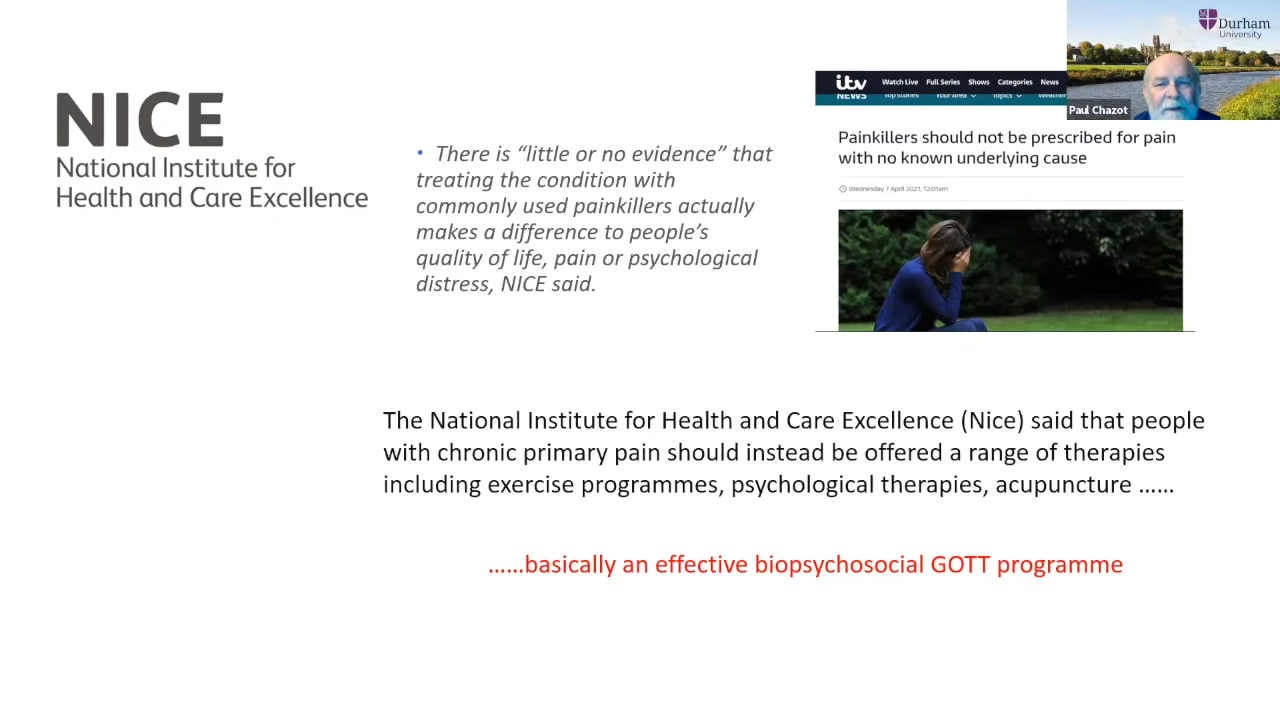 NICE
National Institute for
Health and Care Excellence
• There is “little or no evidence” that
treating the condition with
commonly used painkillers actually
makes a difference to people’s
quality of life, pain or psychological
distress, NICE said.
itv Watch Live Full Series Shows Categories News
NEWS Top stories Your Area Topics Weather
Painkillers should not be prescribed for pain
with no known underlying cause
Wednesday 7 April 2021, 12:01am
Durham
University
Paul Chazot
The National Institute for Health and Care Excellence (Nice) said that people
with chronic primary pain should instead be offered a range of therapies
including exercise programmes, psychological therapies, acupuncture ……
……basically an effective biopsychosocial GOTT programme